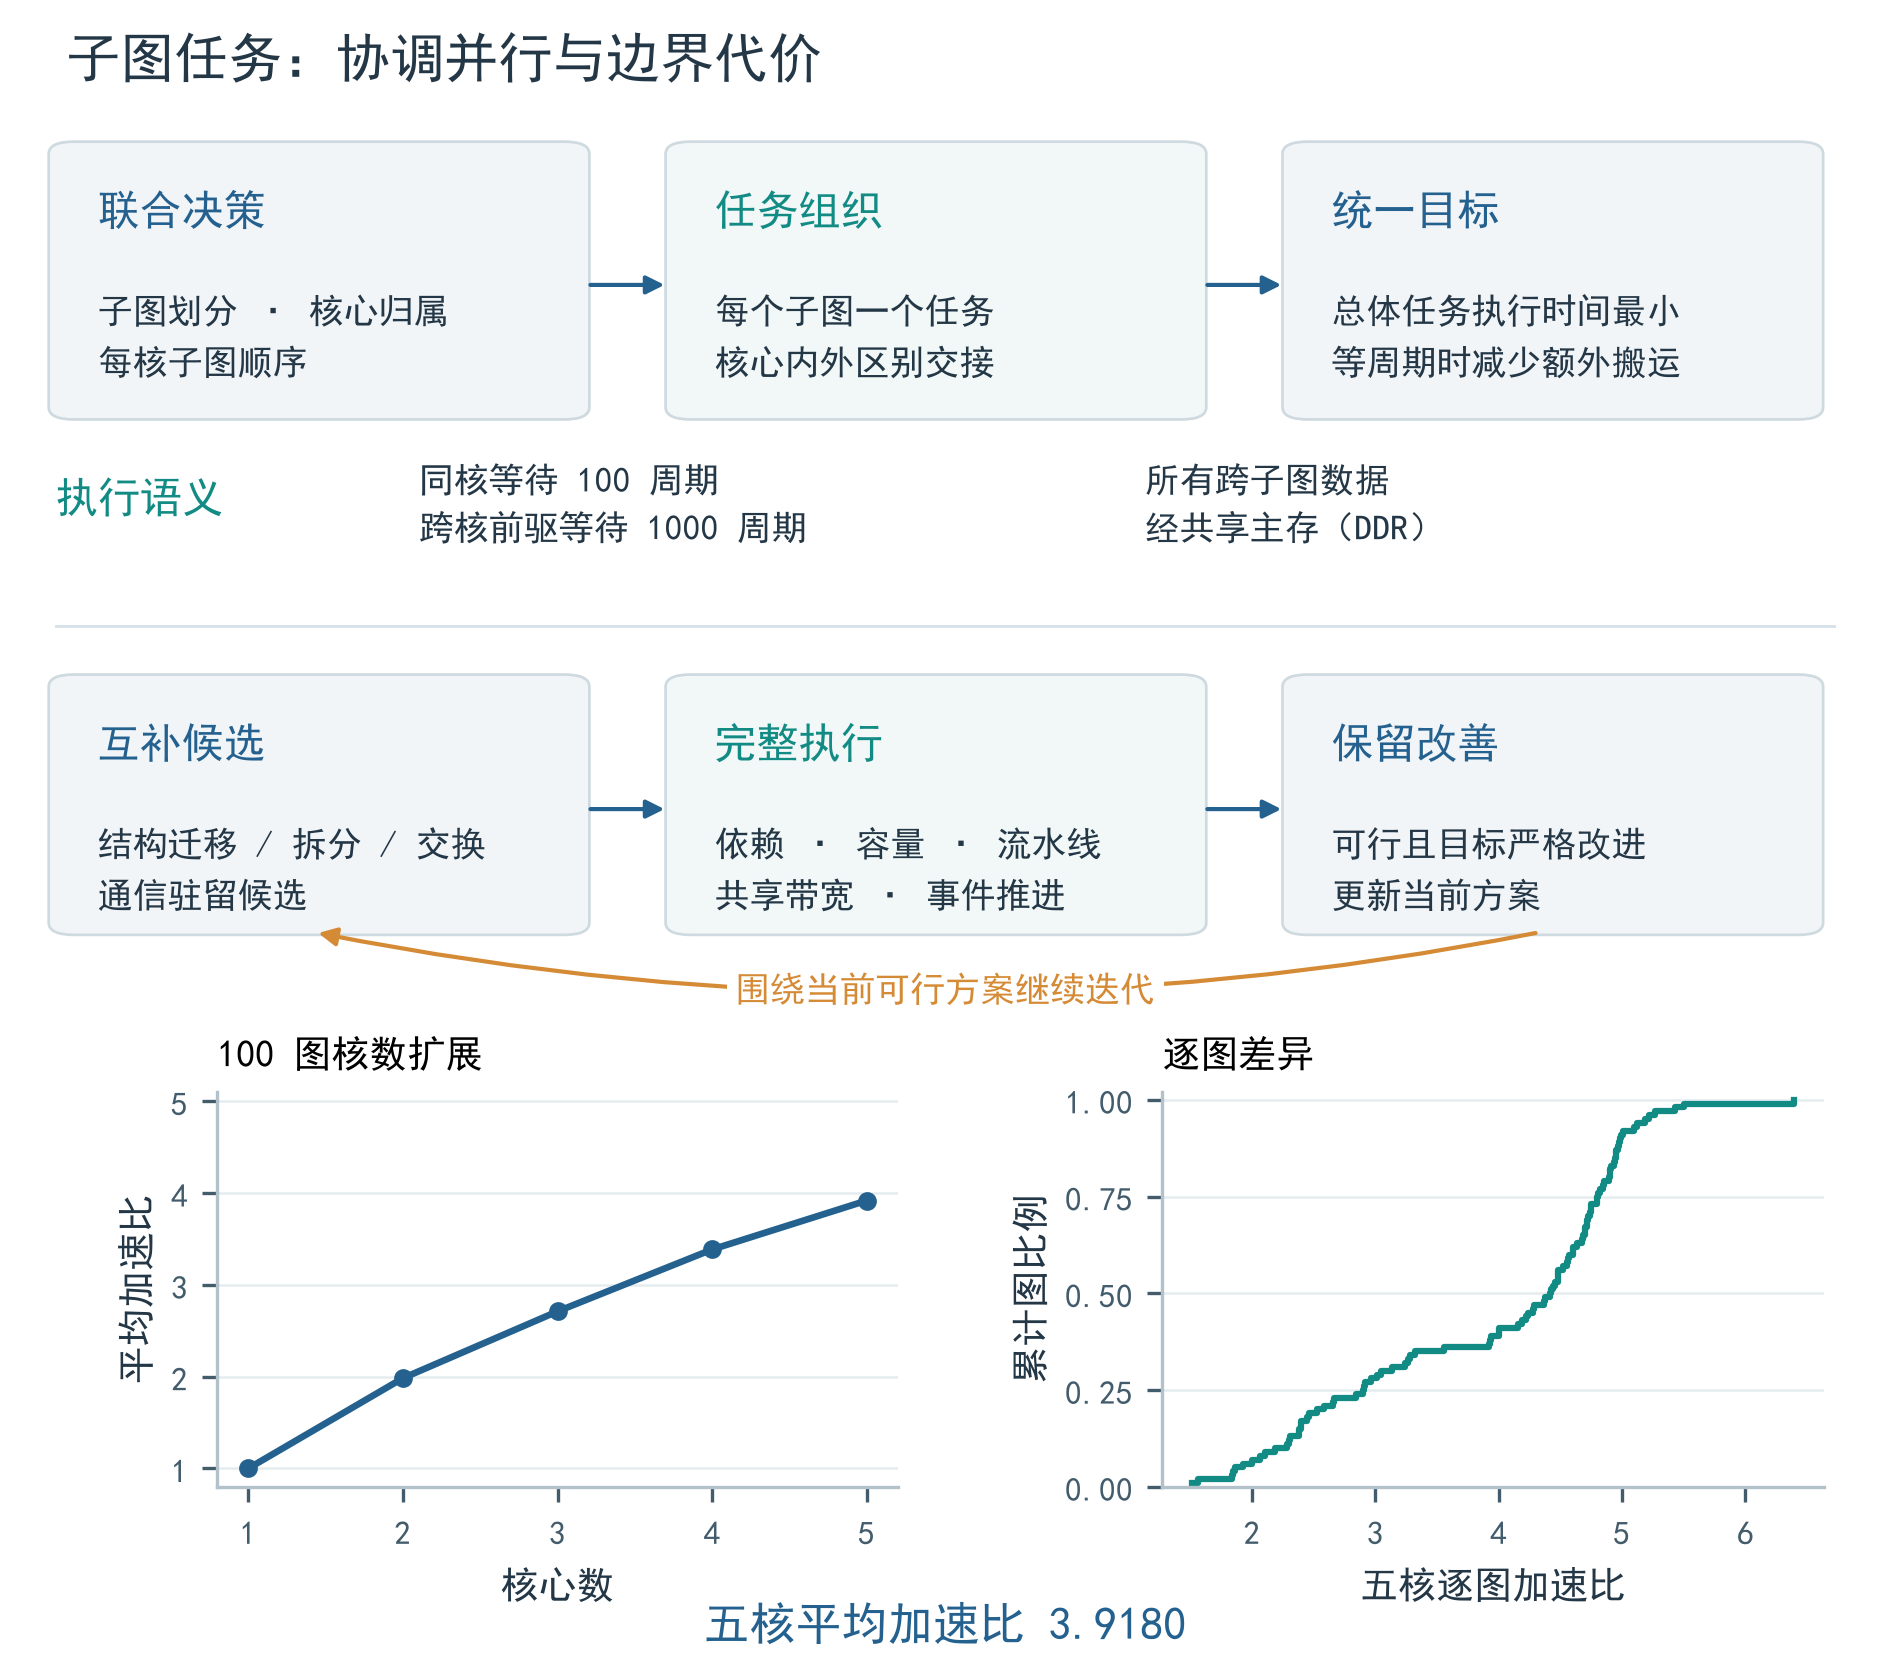 子图任务：协调并行与边界代价
联合决策
子图划分 · 核心归属
每核子图顺序
任务组织
每个子图一个任务
核心内外区别交接
统一目标
总体任务执行时间最小
等周期时减少额外搬运
执行语义
同核等待 100 周期
跨核前驱等待 1000 周期
所有跨子图数据
经共享主存（DDR）
互补候选
结构迁移 / 拆分 / 交换
通信驻留候选
完整执行
依赖 · 容量 · 流水线
共享带宽 · 事件推进
保留改善
可行且目标严格改进
更新当前方案
围绕当前可行方案继续迭代
100 图核数扩展
平均加速比
5
4
3
2
1
1 2 3 4 5
核心数
逐图差异
累计图比例
1.00
0.75
0.50
0.25
0.00
2 3 4 5 6
五核逐图加速比
五核平均加速比 3.9180